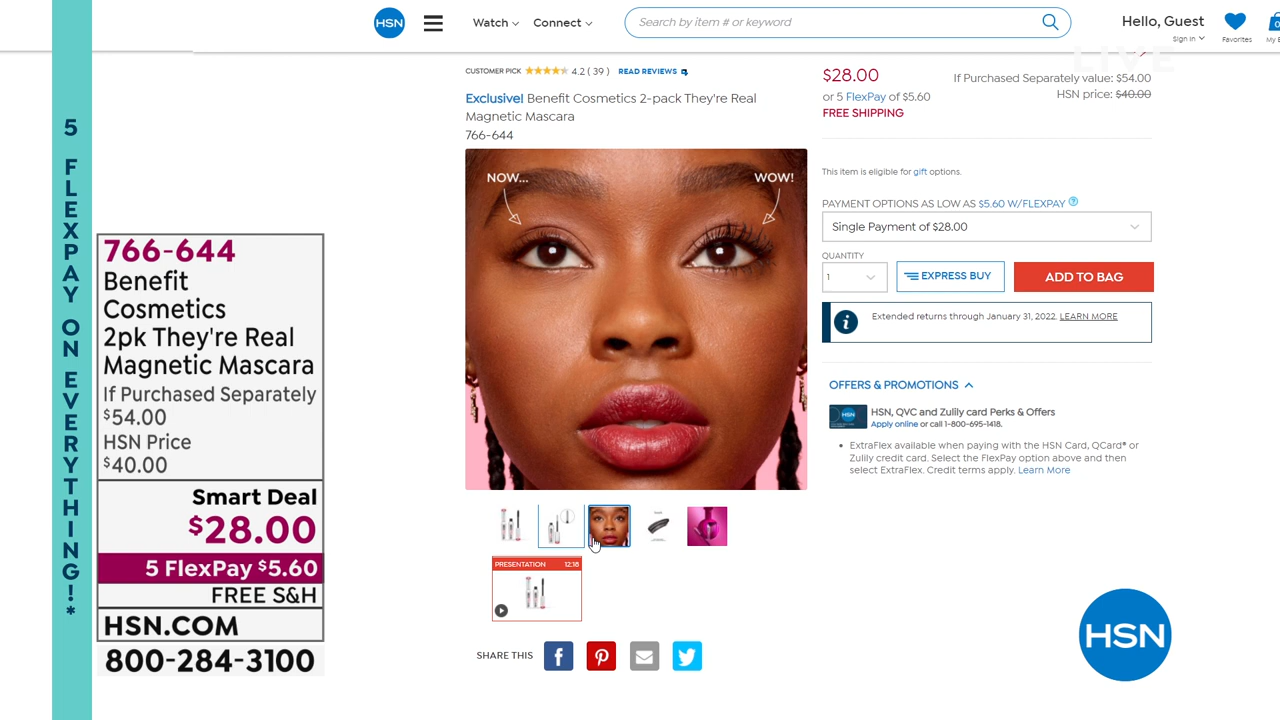 5 FLEXPAY ON EVERYTHING!*
766-644
Benefit
Cosmetics
2pk They're Real
Magnetic Mascara
If Purchased Separately
$54.00
HSN Price
$40.00
Smart Deal
$28.00
5 FlexPay $5.60
FREE S&H
HSN.COM
800-284-3100
HSN
Watch
Connect
Search by item # or keyword
Hello, Guest
Sign In
Favorites
LIVE
CUSTOMER PICK 4.2 ( 39 ) READ REVIEWS
Exclusive! Benefit Cosmetics 2-pack They're Real
Magnetic Mascara
766-644
NOW...
WOW!
PRESENTATION 12:18
SHARE THIS
$28.00
or 5 FlexPay of $5.60
FREE SHIPPING
If Purchased Separately value: $54.00
HSN price: $40.00
This item is eligible for gift options.
PAYMENT OPTIONS AS LOW AS $5.60 W/FLEXPAY ?
Single Payment of $28.00
QUANTITY
1
EXPRESS BUY
ADD TO BAG
Extended returns through January 31, 2022. LEARN MORE
OFFERS & PROMOTIONS
HSN
HSN, QVC and Zulily card Perks & Offers
Apply online or call 1-800-695-1418.
• ExtraFlex available when paying with the HSN Card, QCard® or
Zulily credit card. Select the FlexPay option above and then
select ExtraFlex. Credit terms apply. Learn More
HSN